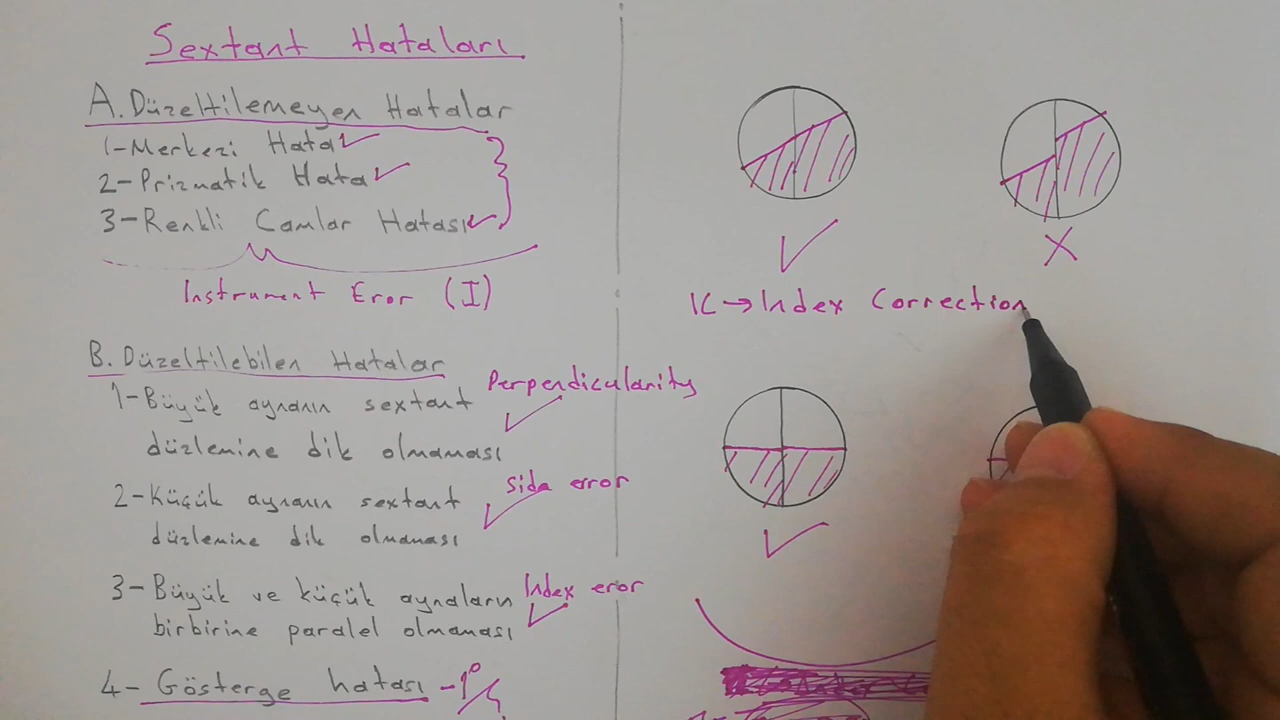 Sextant Hataları
A. Düzeltilemeyen Hatalar
1-Merkezi Hata
2-Prizmatik Hata
3-Renkli Camlar Hatası
Instrument Eror (I)
B. Düzeltilebilen Hatalar
1-Büyük aynanın sextant
düzlemine dik olmaması
Perpendicularity
2-Küçük aynanın sextant
düzlemine dik olmaması
Sida error
3-Büyük ve küçük aynaların
birbirine paralel olmaması
Index eror
4- Gösterge hatası
IC → Index Correction